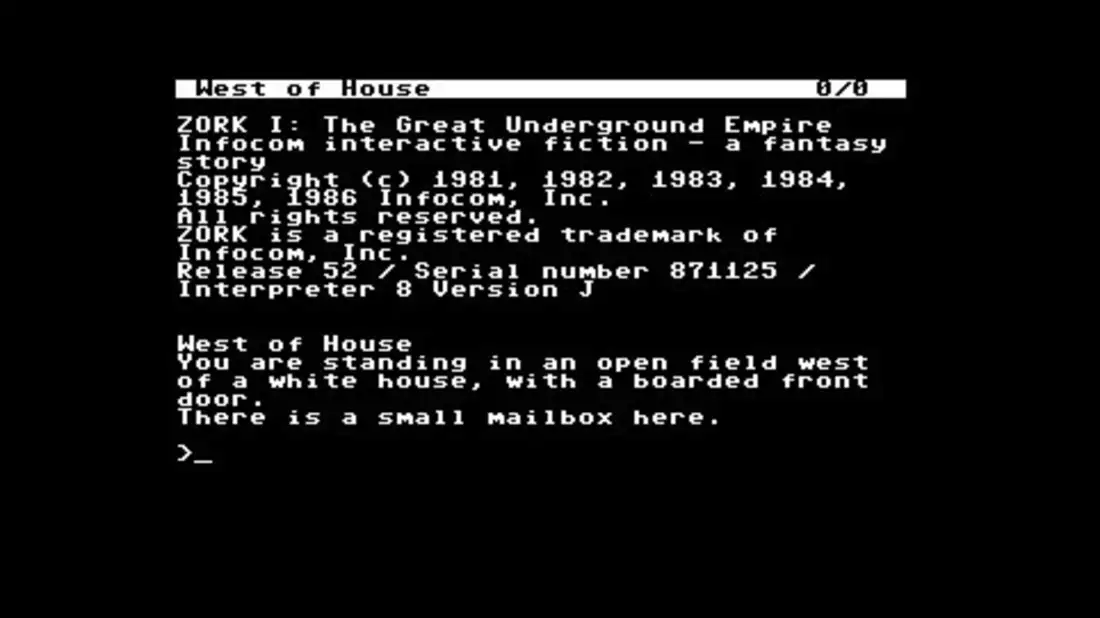 West of House 0/0
ZORK I: The Great Underground Empire
Infocom interactive fiction - a fantasy
story
Copyright (c) 1981, 1982, 1983, 1984,
1985, 1986 Infocom, Inc.
All rights reserved.
ZORK is a registered trademark of
Infocom, Inc.
Release 52 / Serial number 871125 /
Interpreter 8 Version J
West of House
You are standing in an open field west
of a white house, with a boarded front
door.
There is a small mailbox here.
>_